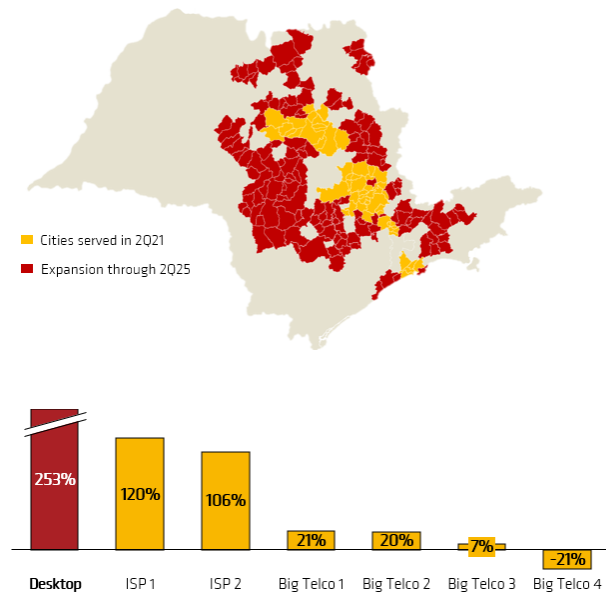 Cities served in 2Q21
Expansion through 2Q25
253%
120%
106%
21%
20%
7%
-21%
Desktop
ISP 1
ISP 2
Big Telco 1
Big Telco 2
Big Telco 3
Big Telco 4